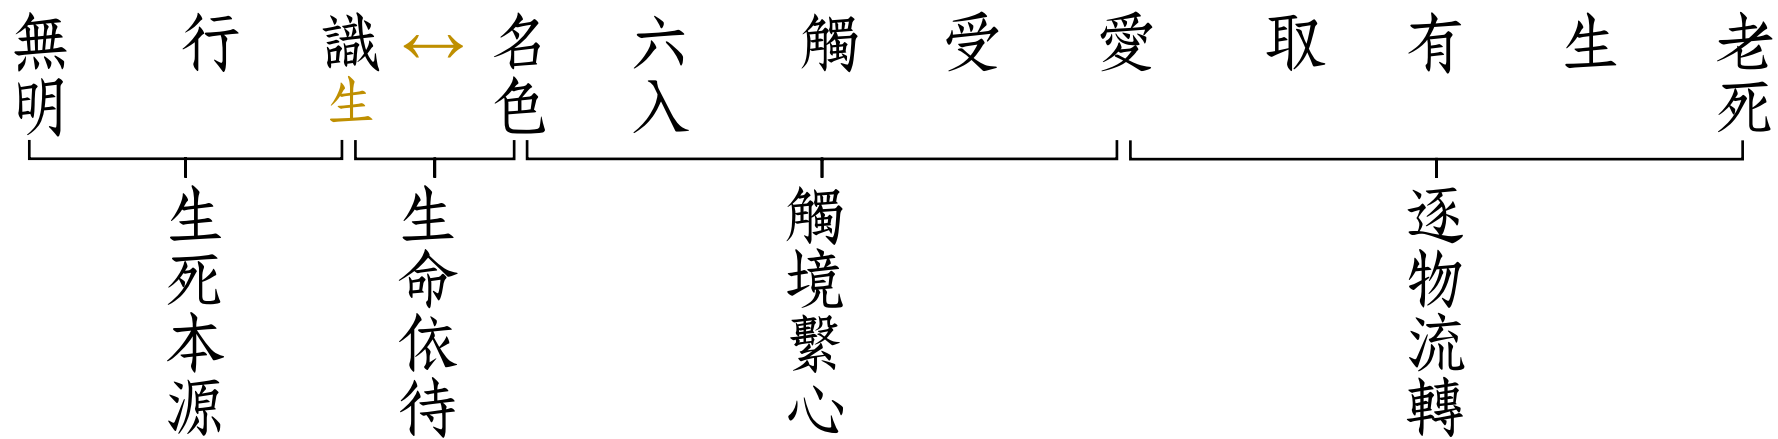 無明 行 識生 ↔ 名色 六入 觸 受 愛 取 有 生 老死
生死本源
生命依待
觸境繫心
逐物流轉